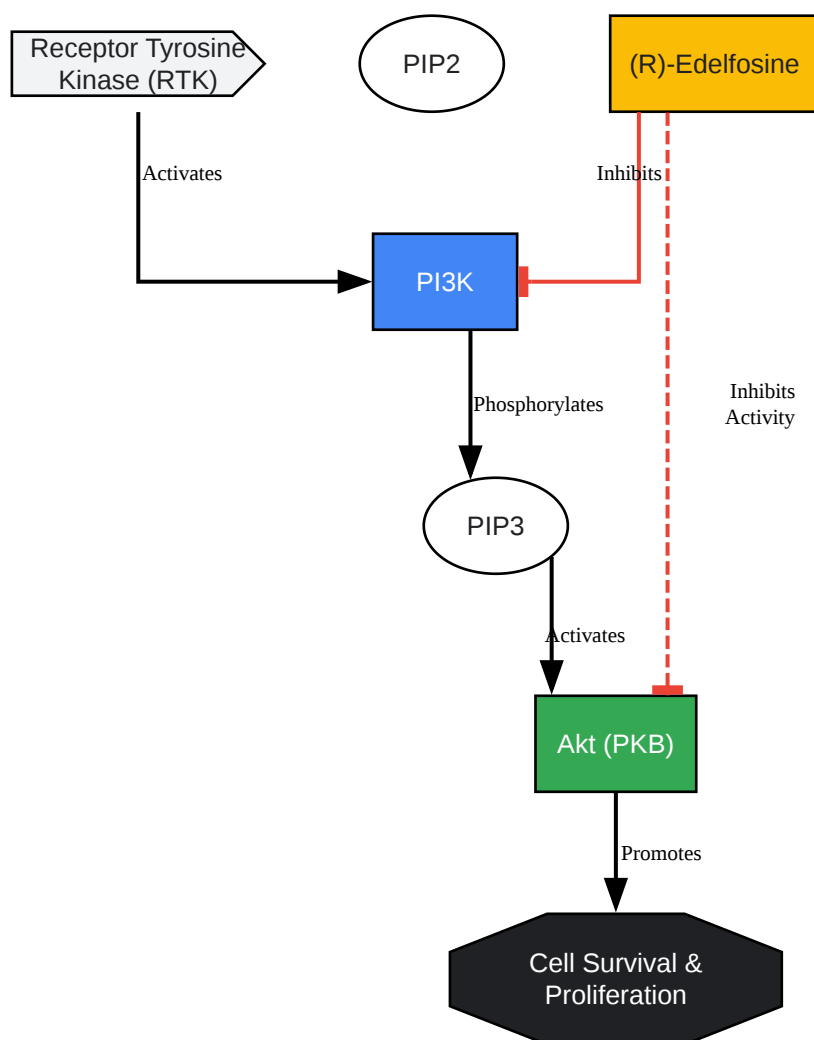 Receptor Tyrosine
Kinase (RTK)
PIP2
(R)-Edelfosine
Activates
Inhibits
PI3K
Inhibits
Activity
Phosphorylates
PIP3
Activates
Akt (PKB)
Promotes
Cell Survival &
Proliferation